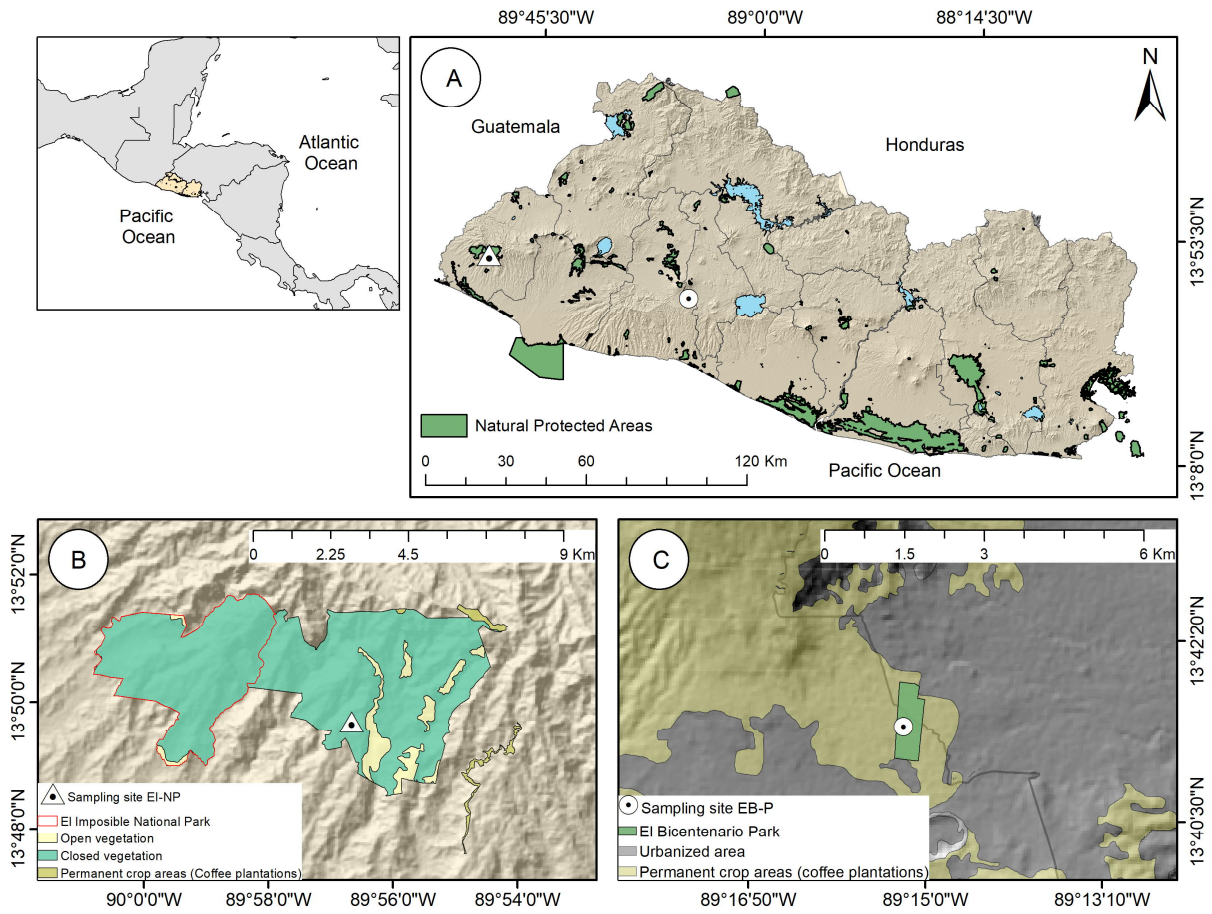 89°45'30"W
89°0'0"W
88°14'30"W
Atlantic
Ocean
Pacific
Ocean
A
N
Guatemala
Honduras
13°53'30"N
13°8'0"N
Natural Protected Areas
0 30 60 120 Km
Pacific Ocean
B
0 2.25 4.5 9 Km
13°52'0"N
13°50'0"N
13°48'0"N
Sampling site EI-NP
El Imposible National Park
Open vegetation
Closed vegetation
Permanent crop areas (Coffee plantations)
90°0'0"W
89°58'0"W
89°56'0"W
89°54'0"W
C
0 1.5 3 6 Km
13°42'20"N
13°40'30"N
Sampling site EB-P
El Bicentenario Park
Urbanized area
Permanent crop areas (coffee plantations)
89°16'50"W
89°15'0"W
89°13'10"W